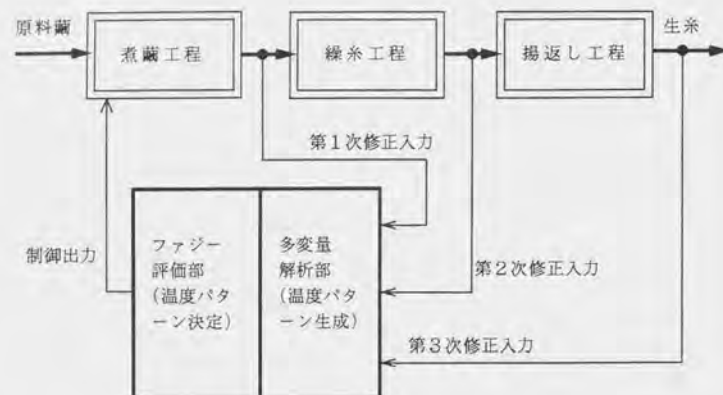 原料繭
生糸
煮繭工程
繰糸工程
揚返し工程
第1次修正入力
制御出力
ファジー
評価部
(温度パタ
ーン決定)
多変量
解析部
(温度パタ
ーン生成)
第2次修正入力
第3次修正入力